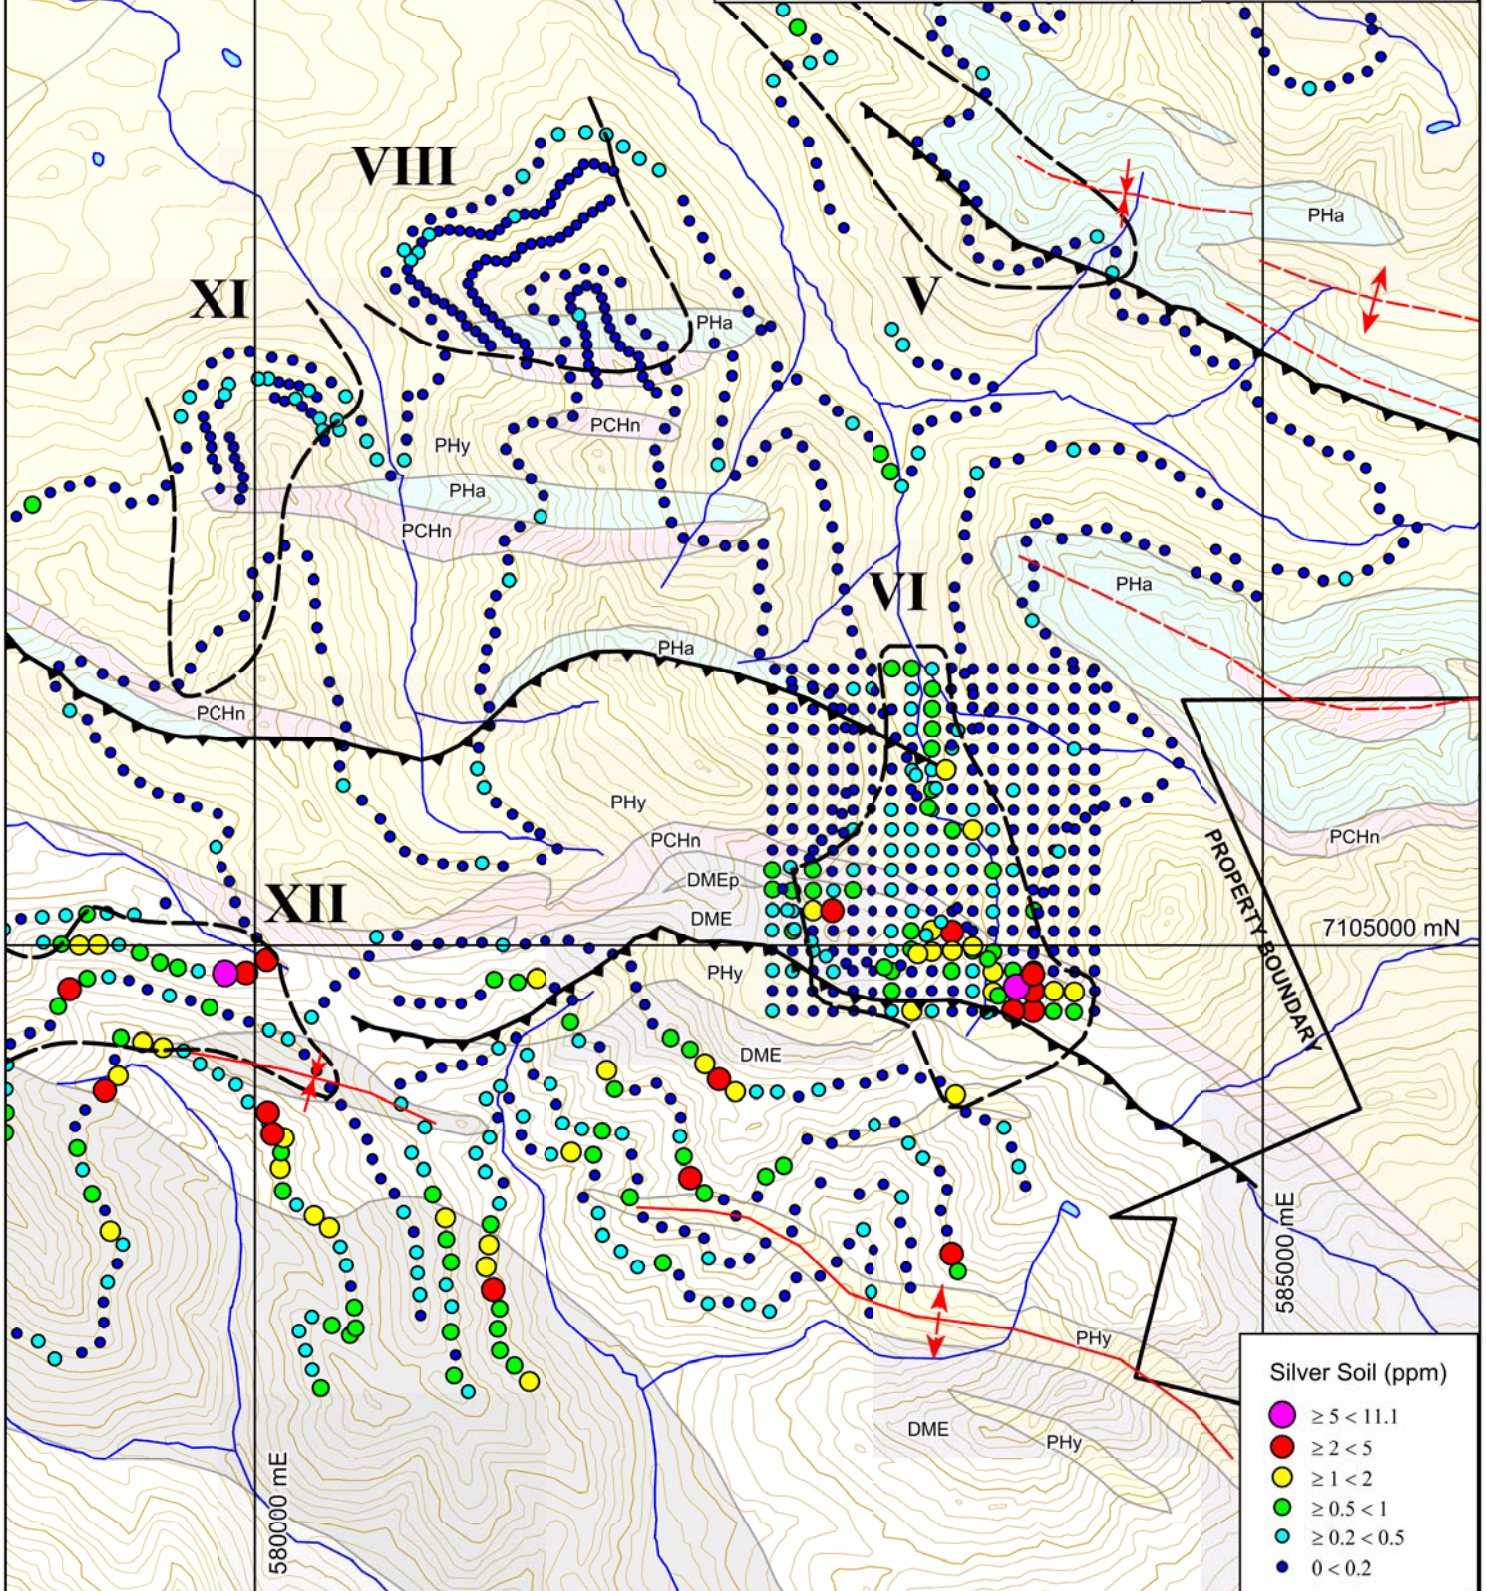 VIII
PHa
XI
V
PHa
PCHn
PHy
PHa
PCHn
VI
PHa
PHa
PCHn
PHy
PCHn
PCHn
DMEp
XII
DME
7105000 mN
PHy
PROPERTY BOUNDARY
DME
585000 mE
PHy
DME
PHy
580000 mE
Silver Soil (ppm)
≥ 5 < 11.1
≥ 2 < 5
≥ 1 < 2
≥ 0.5 < 1
≥ 0.2 < 0.5
0 < 0.2